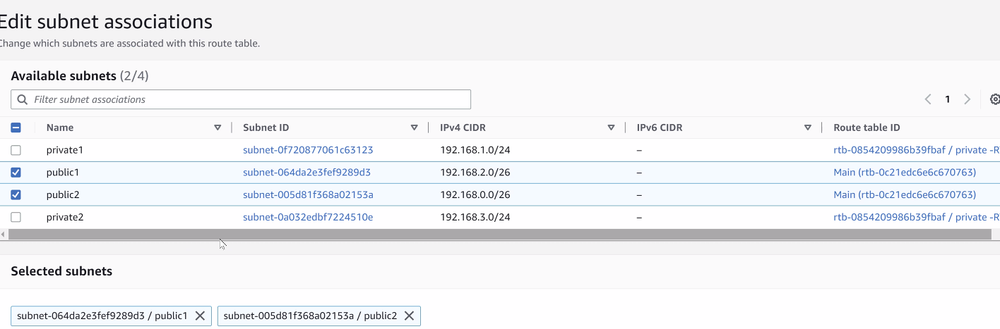 Edit subnet associations
Change which subnets are associated with this route table.
Available subnets (2/4)
Filter subnet associations
1
Name Subnet ID IPv4 CIDR IPv6 CIDR Route table ID
private1 subnet-0f720877061c63123 192.168.1.0/24 – rtb-0854209986b39fbaf / private -R
public1 subnet-064da2e3fef9289d3 192.168.2.0/26 – Main (rtb-0c21edc6e6c670763)
public2 subnet-005d81f368a02153a 192.168.0.0/26 – Main (rtb-0c21edc6e6c670763)
private2 subnet-0a032edbf7224510e 192.168.3.0/24 – rtb-0854209986b39fbaf / private -R
Selected subnets
subnet-064da2e3fef9289d3 / public1 subnet-005d81f368a02153a / public2